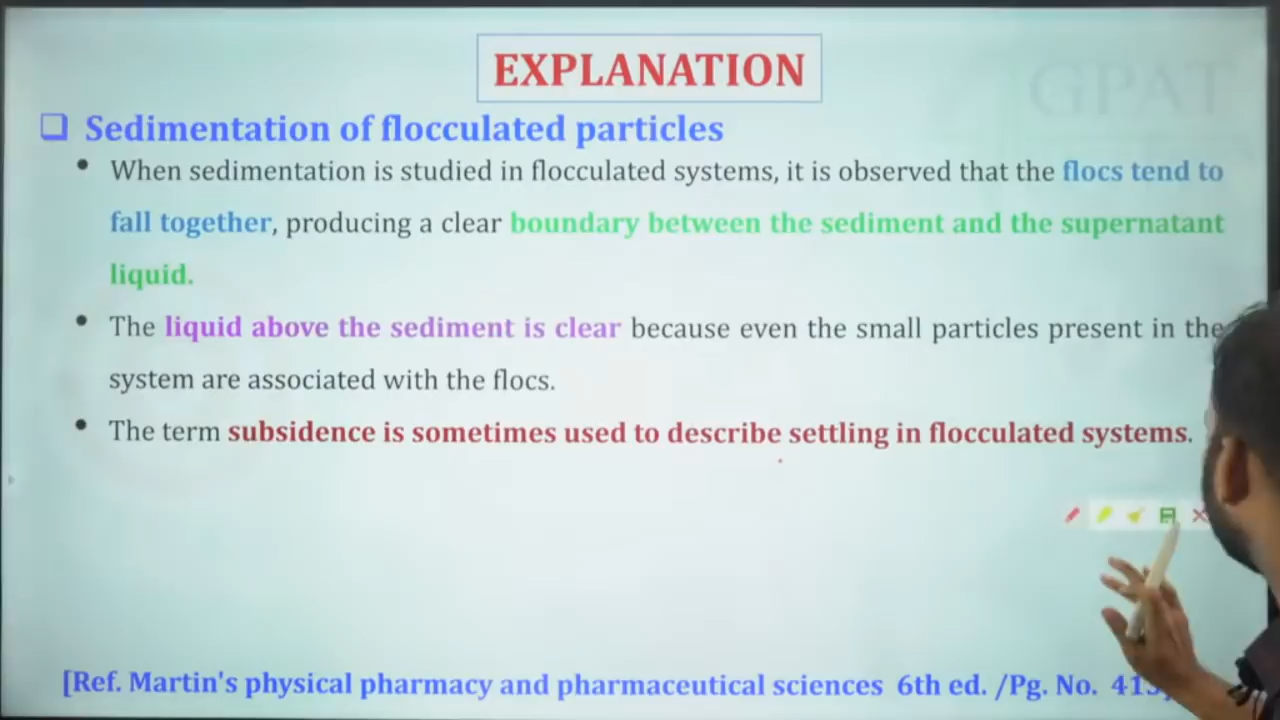 GPAT
EXPLANATION
Sedimentation of flocculated particles
When sedimentation is studied in flocculated systems, it is observed that the flocs tend to
fall together, producing a clear boundary between the sediment and the supernatant
liquid.
The liquid above the sediment is clear because even the small particles present in the
system are associated with the flocs.
The term subsidence is sometimes used to describe settling in flocculated systems.
[Ref. Martin's physical pharmacy and pharmaceutical sciences 6th ed. /Pg. No.